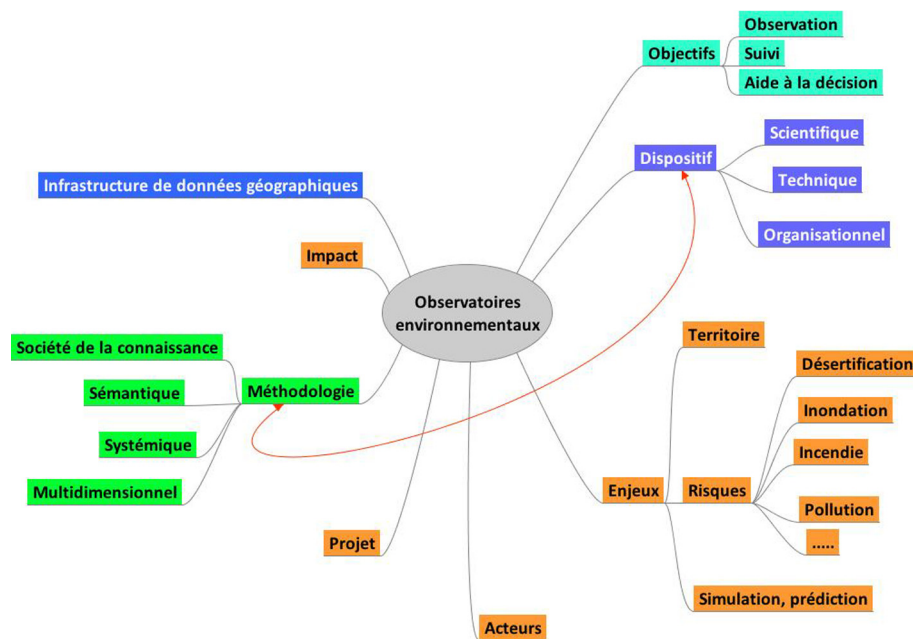 Observation
Objectifs
Suivi
Aide à la décision
Scientifique
Dispositif
Technique
Organisationnel
Infrastructure de données géographiques
Impact
Observatoires
environnementaux
Société de la connaissance
Sémantique
Méthodologie
Systémique
Multidimensionnel
Territoire
Désertification
Inondation
Incendie
Enjeux
Risques
Pollution
.....
Projet
Simulation, prédiction
Acteurs